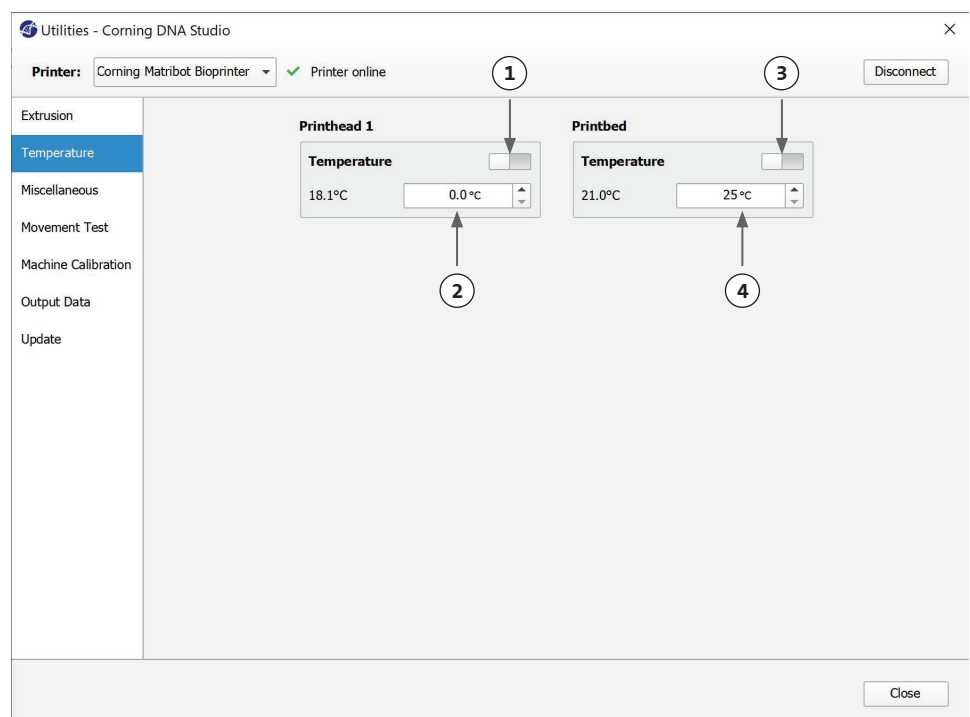 Utilities - Corning DNA Studio
Printer: Corning Matribot Bioprinter Printer online Disconnect
1 3
Extrusion
Temperature
Miscellaneous
Movement Test
Machine Calibration
Output Data
Update
Printhead 1
Temperature
18.1°C 0.0 °C
2
Printbed
Temperature
21.0°C 25 °C
4
Close